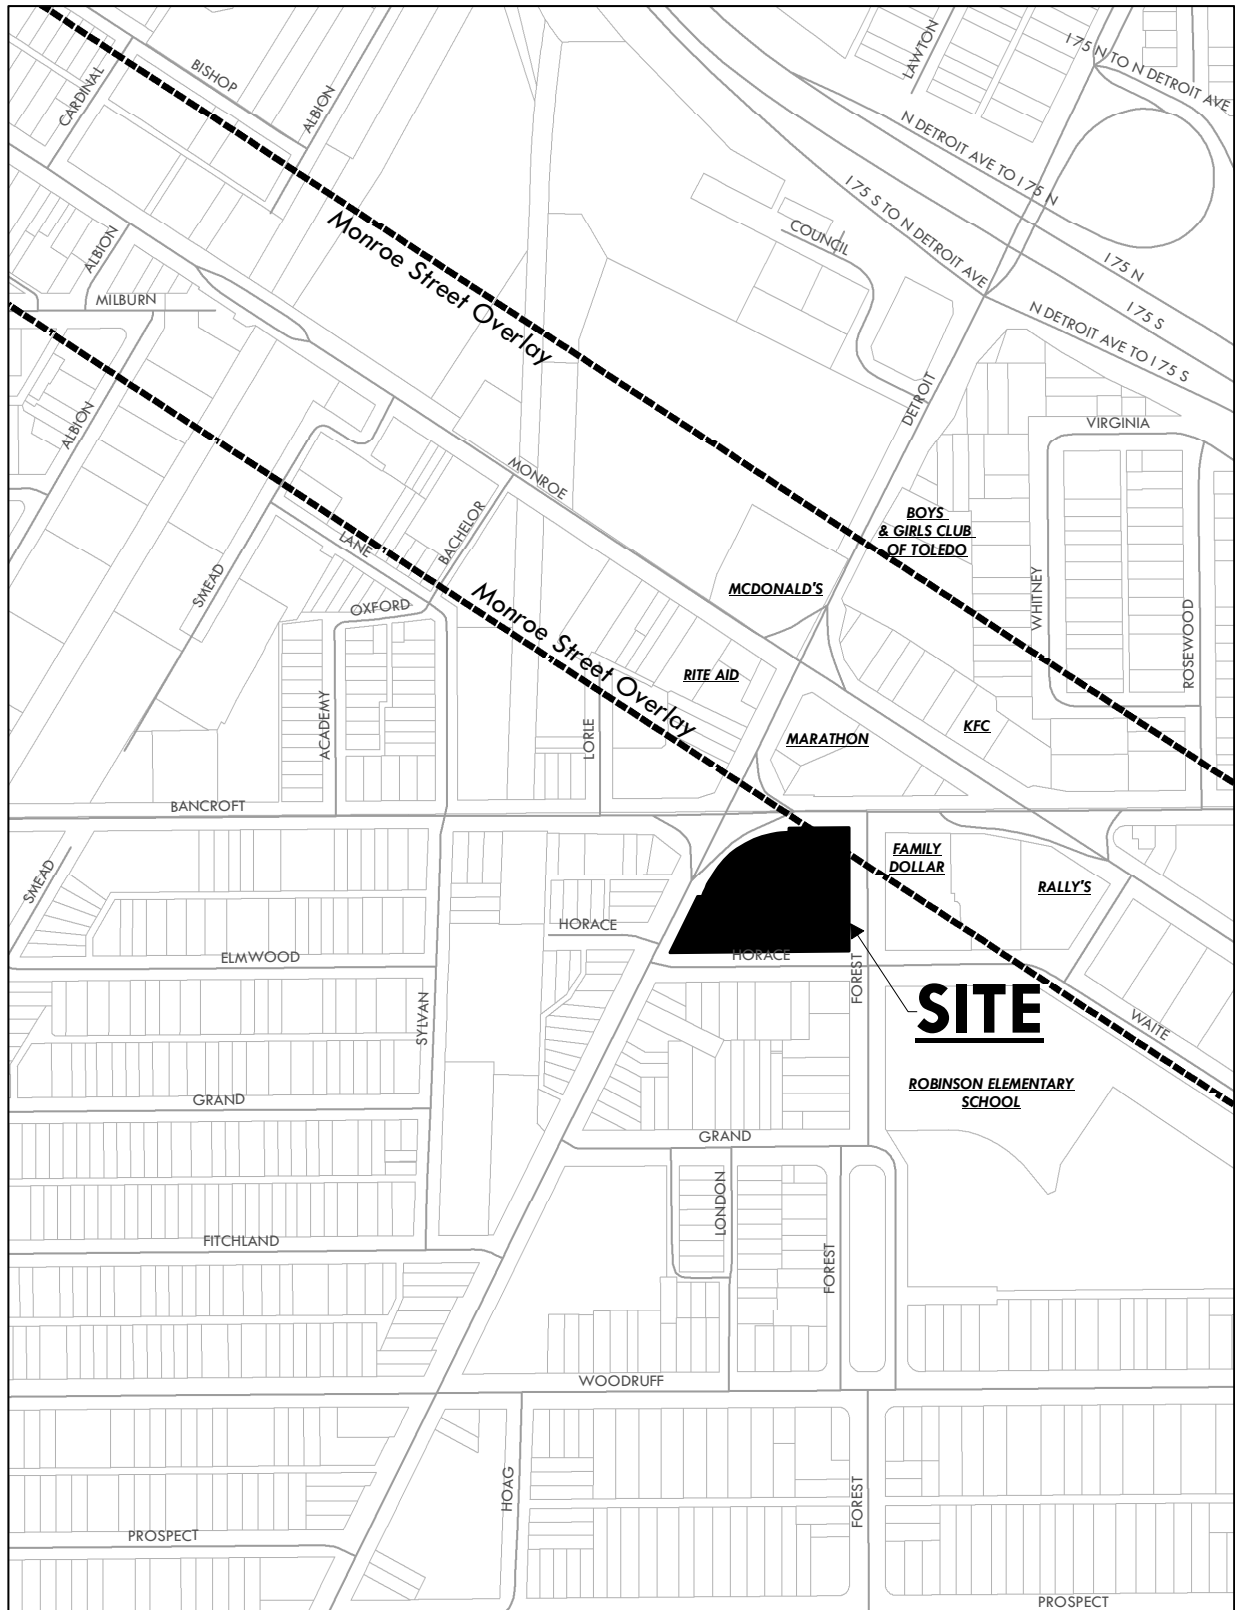 LAWTON
I 75 N TO N DETROIT AVE
BISHOP
CARDINAL
ALBION
N DETROIT AVE TO I 75 N
I 75 S TO N DETROIT AVE
Monroe Street Overlay
COUNCIL
ALBION
I 75 N
MILBURN
I 75 S
N DETROIT AVE TO I 75 S
DETROIT
ALBION
VIRGINIA
MONROE
BACHELOR
BOYS
& GIRLS CLUB
OF TOLEDO
LANE
SMEAD
MCDONALD'S
WHITNEY
OXFORD
Monroe Street Overlay
ROSEWOOD
RITE AID
ACADEMY
LORLE
MARATHON
KFC
BANCROFT
SMEAD
FAMILY
DOLLAR
RALLY'S
HORACE
ELMWOOD
HORACE
FOREST
SITE
SYLVAN
WAITE
GRAND
ROBINSON ELEMENTARY
SCHOOL
GRAND
LONDON
FITCHLAND
FOREST
WOODRUFF
HOAG
FOREST
PROSPECT
PROSPECT